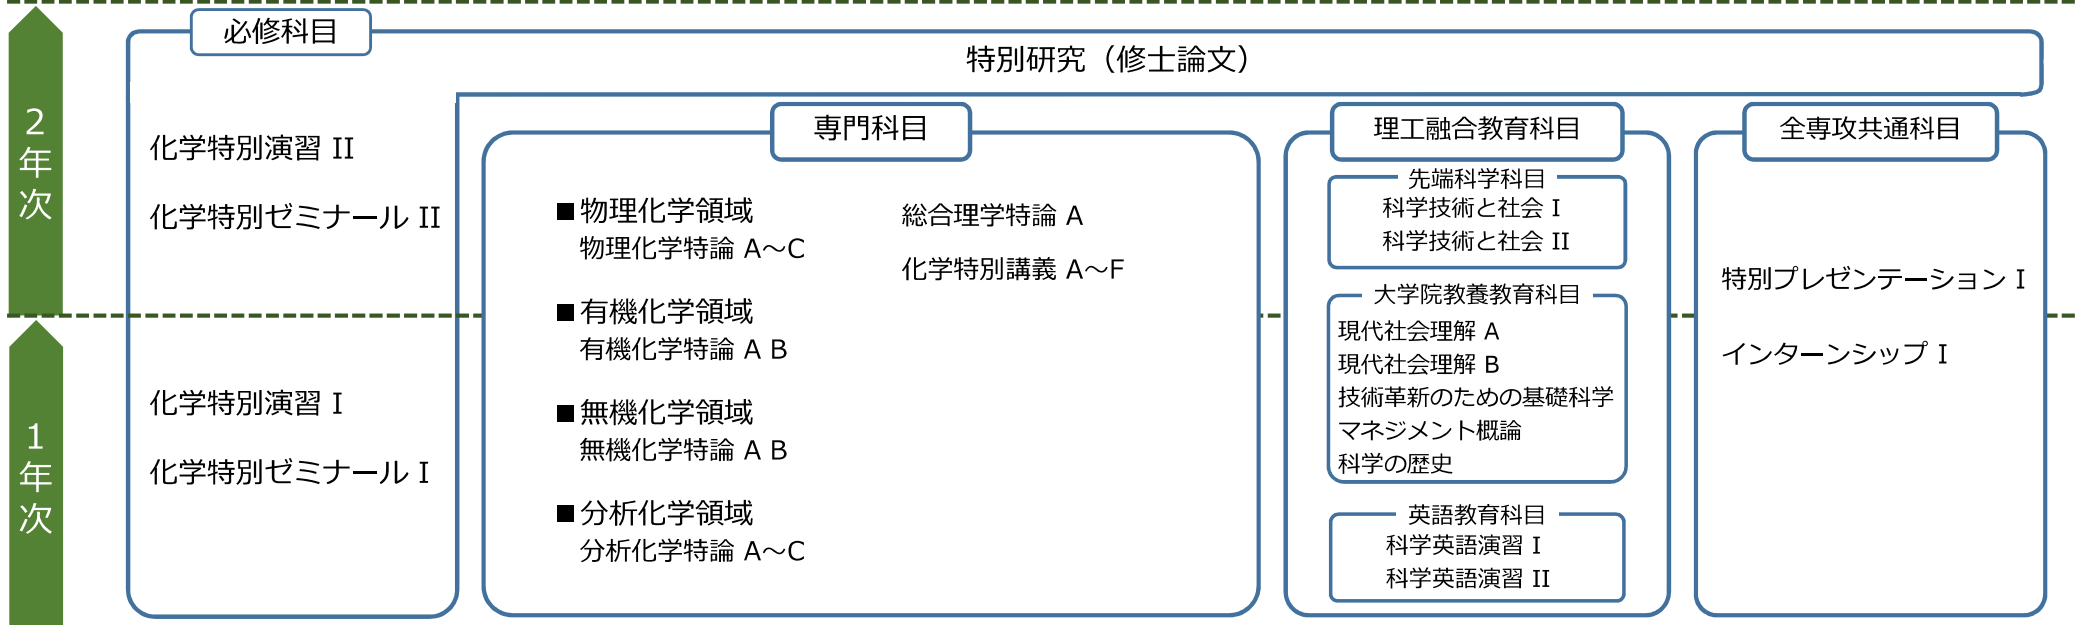 必修科目
特別研究（修士論文）
2年次
化学特別演習 II
化学特別ゼミナール II
1年次
化学特別演習 I
化学特別ゼミナール I
専門科目
■物理化学領域
物理化学特論 A～C
■有機化学領域
有機化学特論 A B
■無機化学領域
無機化学特論 A B
■分析化学領域
分析化学特論 A～C
総合理学特論 A
化学特別講義 A～F
理工融合教育科目
先端科学科目
科学技術と社会 I
科学技術と社会 II
大学院教養教育科目
現代社会理解 A
現代社会理解 B
技術革新のための基礎科学
マネジメント概論
科学の歴史
英語教育科目
科学英語演習 I
科学英語演習 II
全専攻共通科目
特別プレゼンテーション I
インターンシップ I